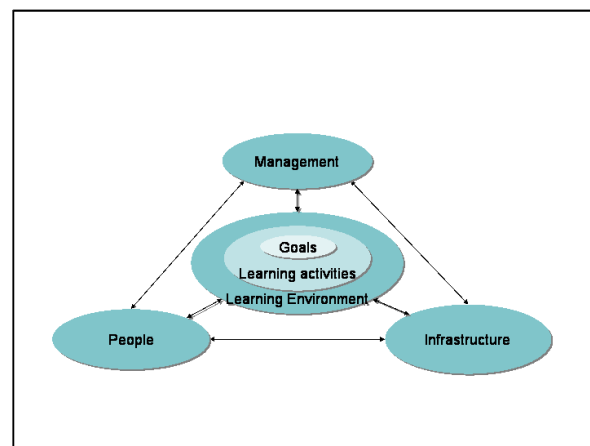 Management
Goals
Learning activities
Learning Environment
People
Infrastructure